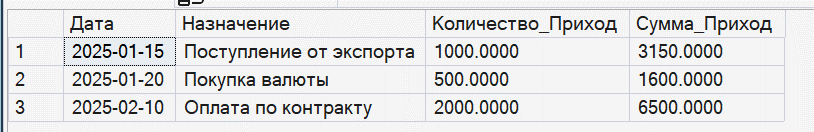 Дата Назначение Количество_Приход Сумма_Приход
1 2025-01-15 Поступление от экспорта 1000.0000 3150.0000
2 2025-01-20 Покупка валюты 500.0000 1600.0000
3 2025-02-10 Оплата по контракту 2000.0000 6500.0000